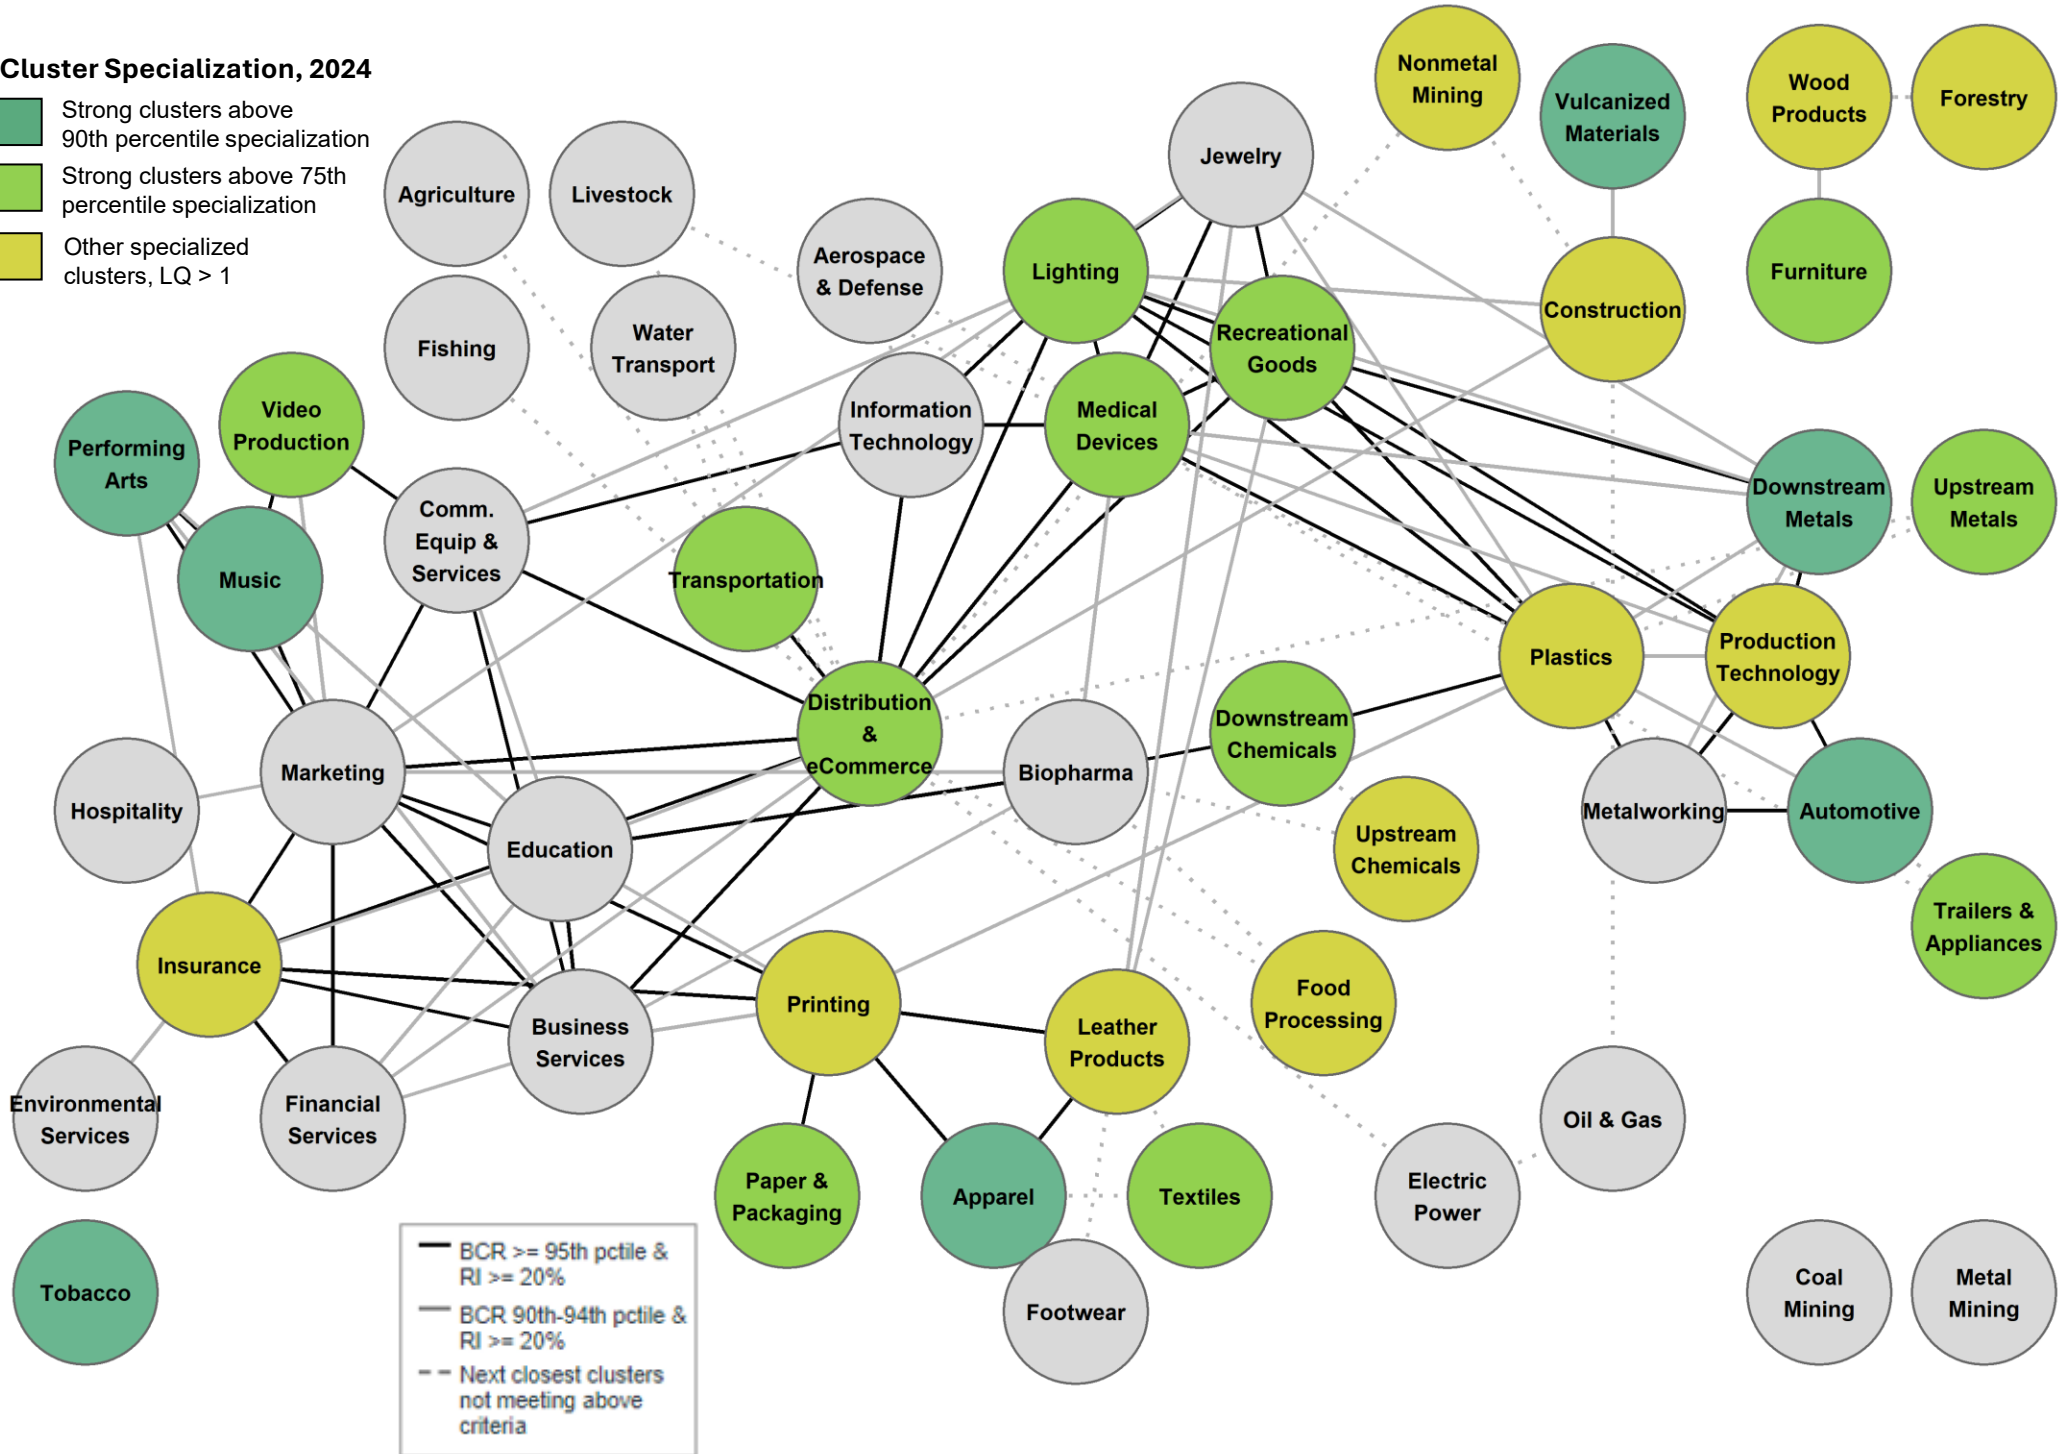 Cluster Specialization, 2024
Strong clusters above
90th percentile specialization
Strong clusters above 75th
percentile specialization
Other specialized
clusters, LQ > 1
Nonmetal
Mining
Vulcanized
Materials
Wood
Products
Forestry
Jewelry
Agriculture
Livestock
Aerospace
& Defense
Lighting
Construction
Furniture
Fishing
Water
Transport
Recreational
Goods
Performing
Arts
Video
Production
Information
Technology
Medical
Devices
Comm.
Equip &
Services
Downstream
Metals
Upstream
Metals
Music
Transportation
Plastics
Production
Technology
Distribution
&
eCommerce
Downstream
Chemicals
Marketing
Biopharma
Hospitality
Education
Upstream
Chemicals
Metalworking
Automotive
Trailers &
Appliances
Insurance
Business
Services
Printing
Leather
Products
Food
Processing
Environmental
Services
Financial
Services
Oil & Gas
Paper &
Packaging
Apparel
Textiles
Electric
Power
Tobacco
Footwear
Coal
Mining
Metal
Mining
BCR >= 95th pctile &
RI >= 20%
BCR 90th-94th pctile &
RI >= 20%
Next closest clusters
not meeting above
criteria